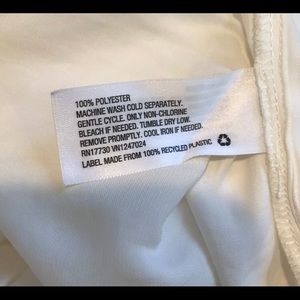 100% POLYESTER
MACHINE WASH COLD SEPARATELY.
GENTLE CYCLE. ONLY NON-CHLORINE
BLEACH IF NEEDED. TUMBLE DRY LOW.
REMOVE PROMPTLY. COOL IRON IF NEEDED.
RN17730 VN1247024
LABEL MADE FROM 100% RECYCLED PLASTIC